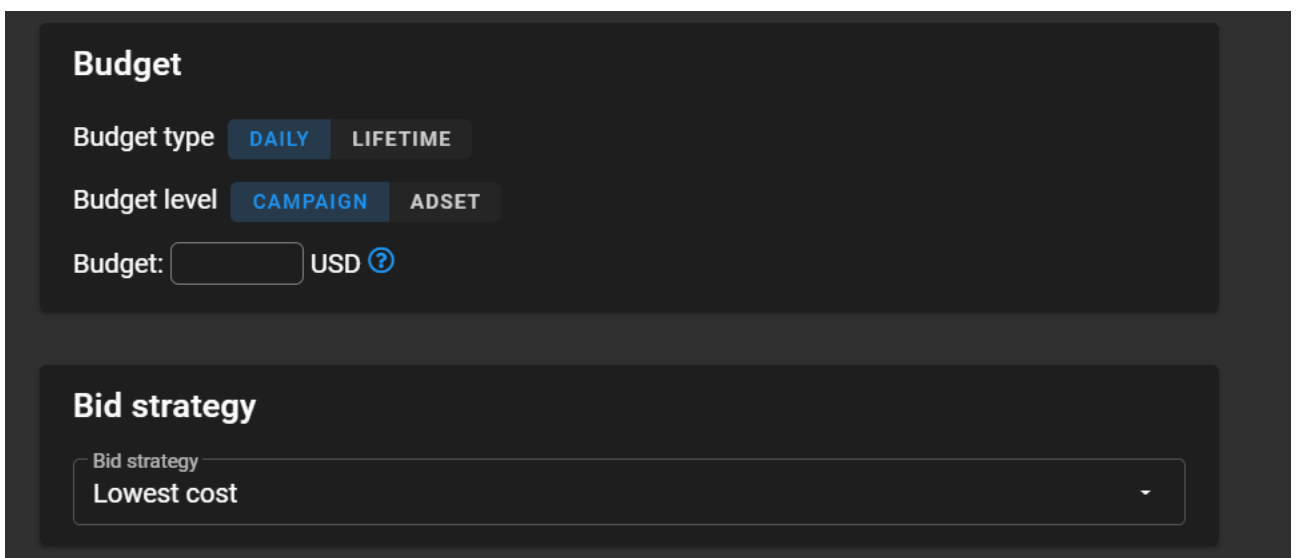 Budget
Budget type DAILY LIFETIME
Budget level CAMPAIGN ADSET
Budget: USD ?
Bid strategy
Bid strategy
Lowest cost